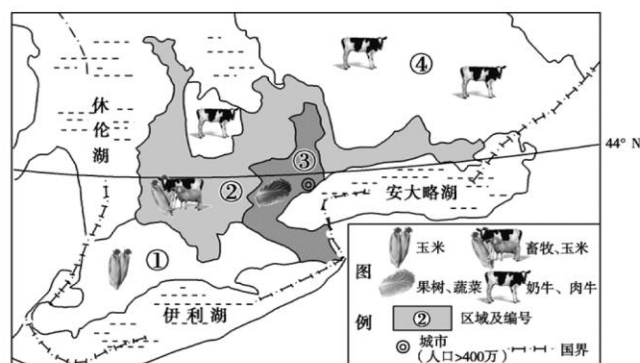 ④
休伦湖
③
44° N
②
安大略湖
①
伊利湖
图例
玉米
畜牧、玉米
果树、蔬菜
奶牛、肉牛
② 区域及编号
城市
(人口>400万)
国界